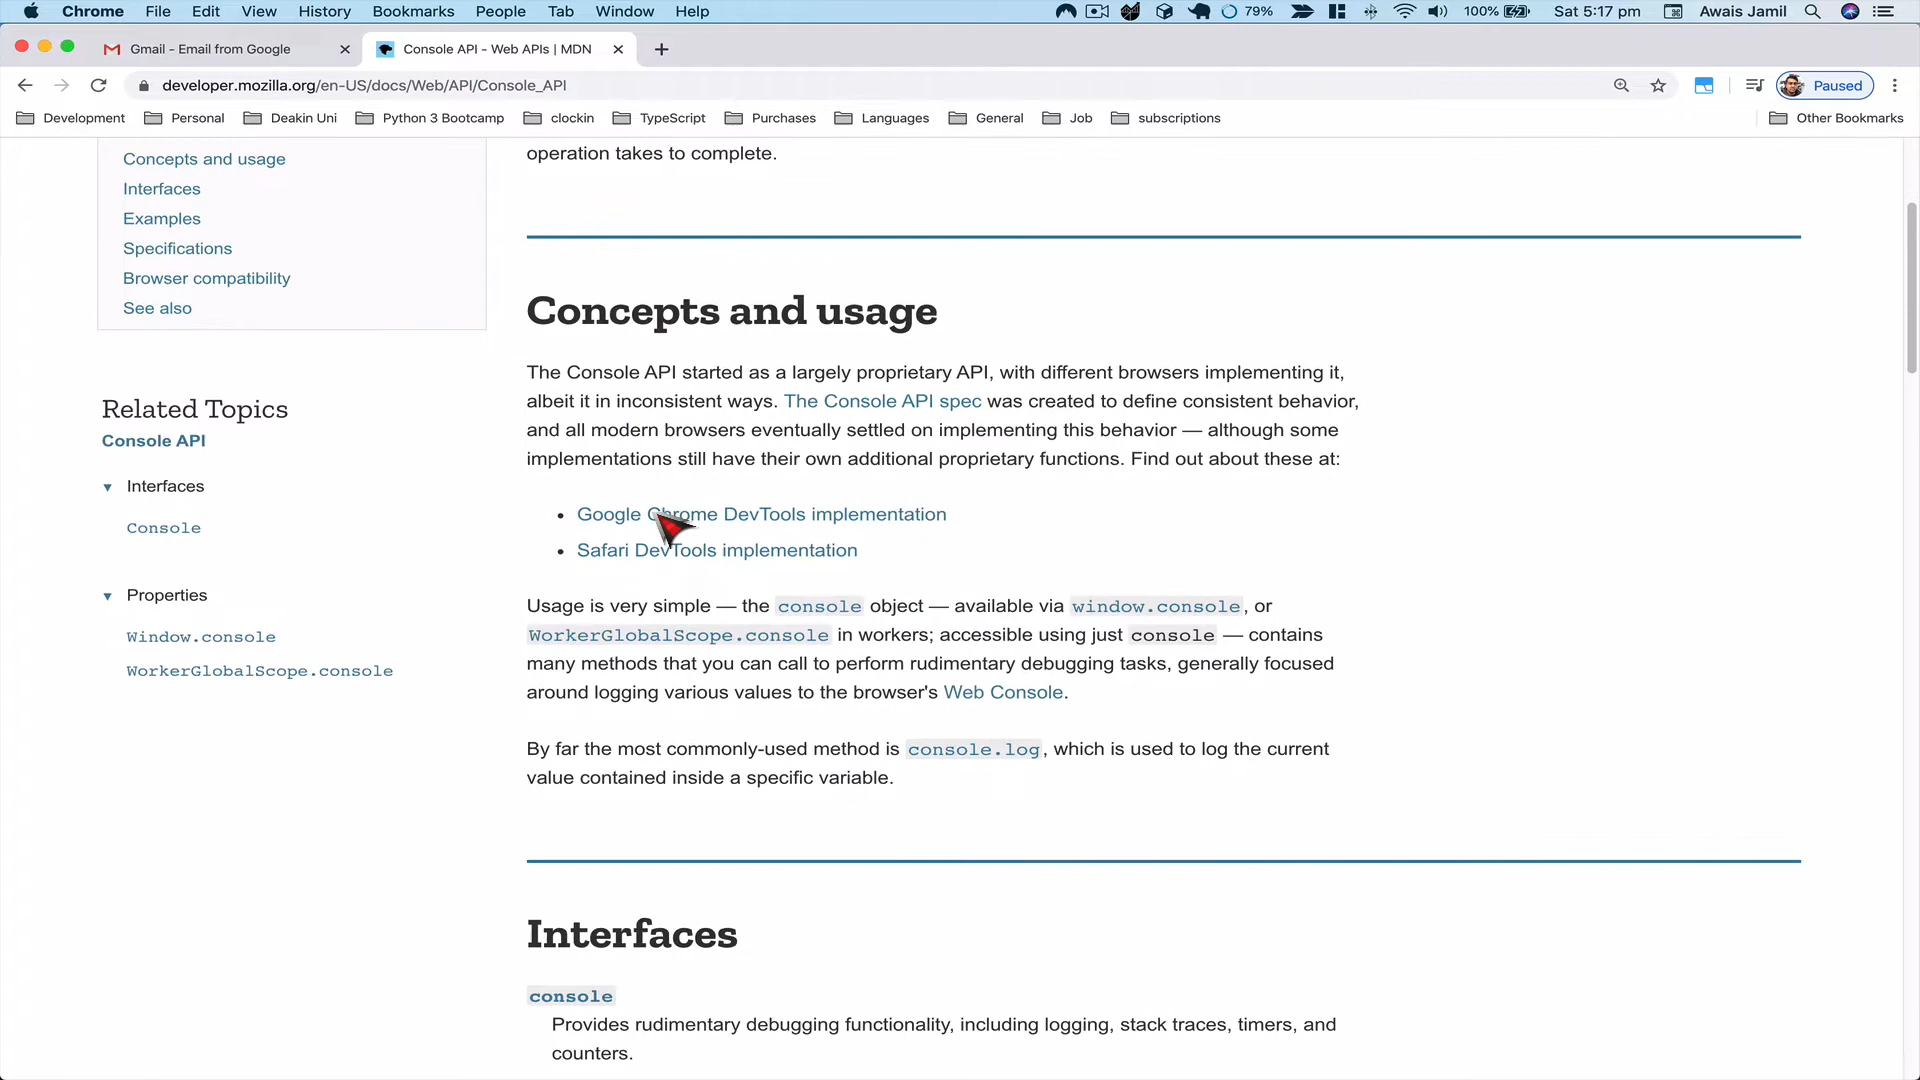 Chrome File Edit View History Bookmarks People Tab Window Help 79% 100% Sat 5:17 pm Awais Jamil
Gmail - Email from Google Console API - Web APIs | MDN
developer.mozilla.org/en-US/docs/Web/API/Console_API Paused
Development Personal Deakin Uni Python 3 Bootcamp clockin TypeScript Purchases Languages General Job subscriptions Other Bookmarks
Concepts and usage
Interfaces
Examples
Specifications
Browser compatibility
See also
Related Topics
Console API
Interfaces
Console
Properties
Window.console
WorkerGlobalScope.console
operation takes to complete.
Concepts and usage
The Console API started as a largely proprietary API, with different browsers implementing it,
albeit it in inconsistent ways. The Console API spec was created to define consistent behavior,
and all modern browsers eventually settled on implementing this behavior — although some
implementations still have their own additional proprietary functions. Find out about these at:
• Google Chrome DevTools implementation
• Safari DevTools implementation
Usage is very simple — the console object — available via window.console, or
WorkerGlobalScope.console in workers; accessible using just console — contains
many methods that you can call to perform rudimentary debugging tasks, generally focused
around logging various values to the browser's Web Console.
By far the most commonly-used method is console.log, which is used to log the current
value contained inside a specific variable.
Interfaces
console
Provides rudimentary debugging functionality, including logging, stack traces, timers, and
counters.